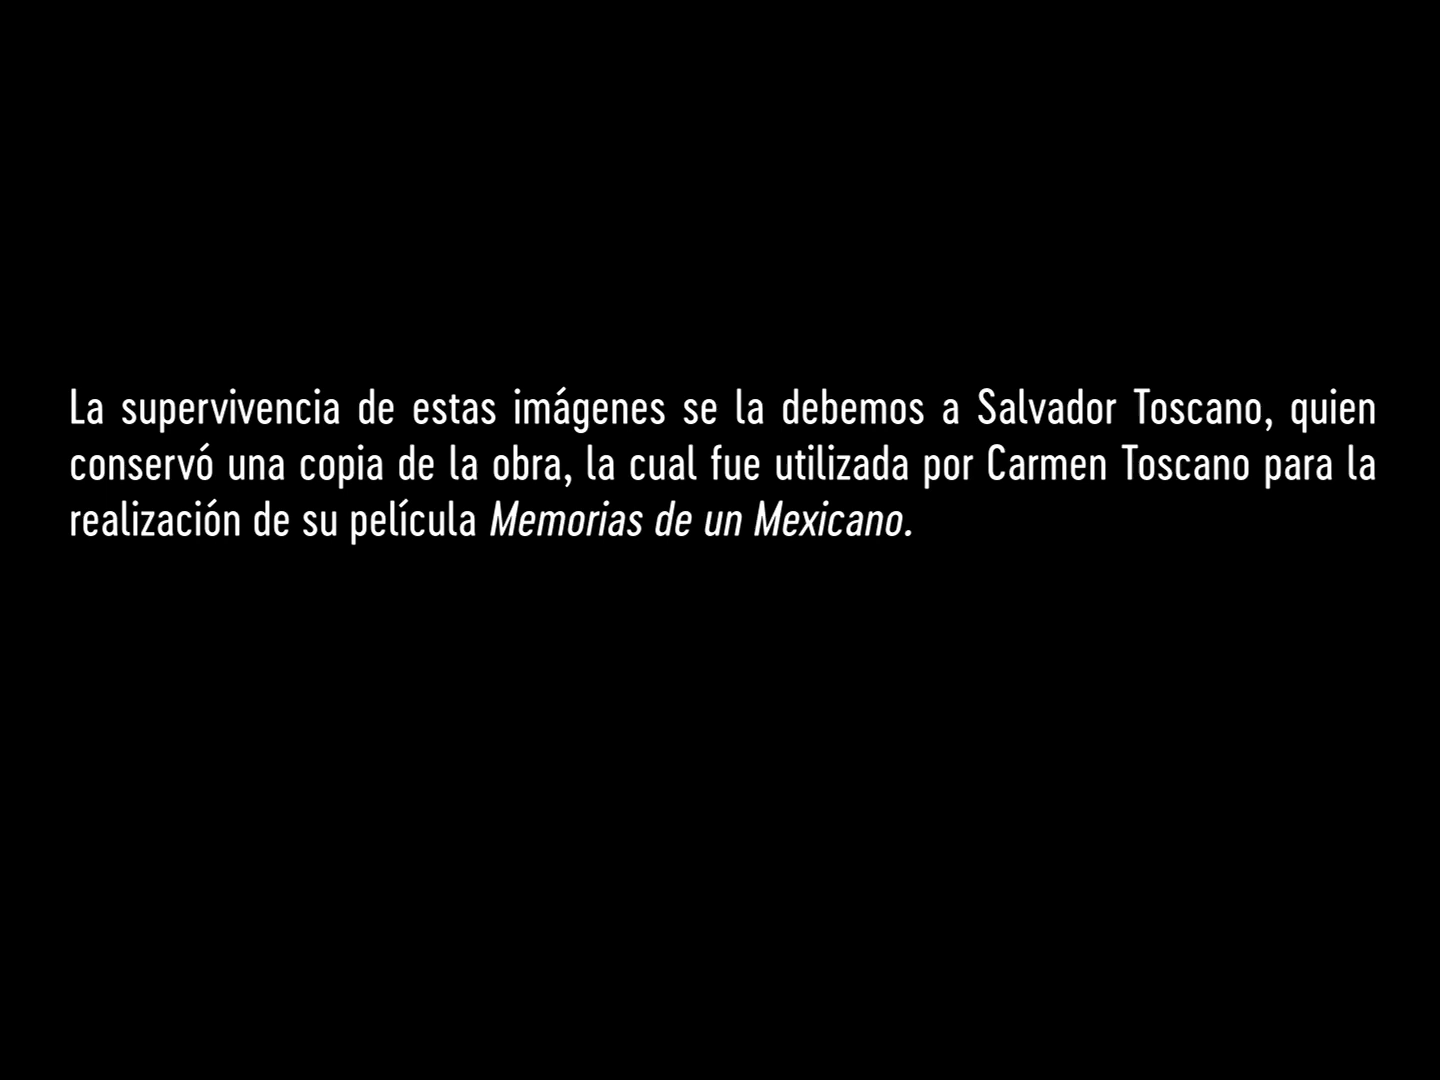 La supervivencia de estas imágenes se la debemos a Salvador Toscano, quien
conservó una copia de la obra, la cual fue utilizada por Carmen Toscano para la
realización de su película Memorias de un Mexicano.